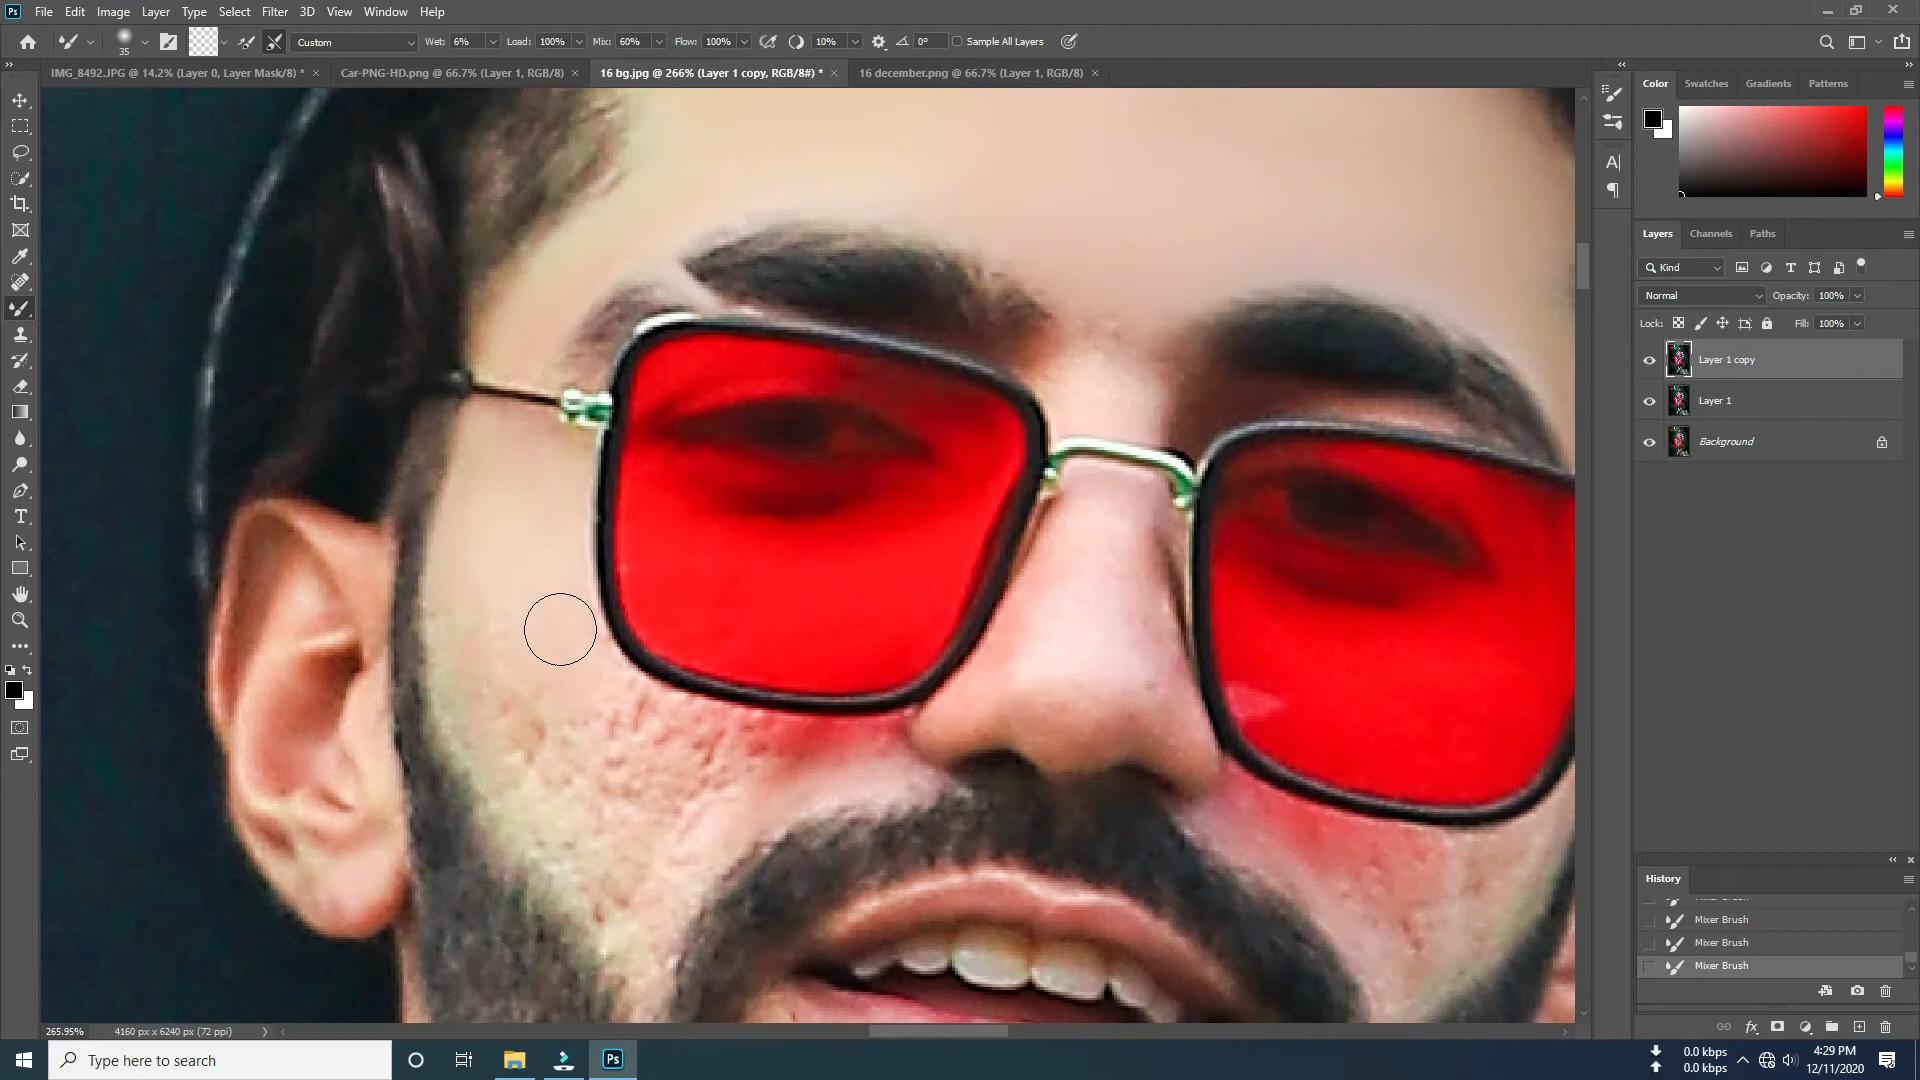 Ps File Edit Image Layer Type Select Filter 3D View Window Help
35 Custom Wet: 6% Load: 100% Mix: 60% Flow: 100% 10% 0° Sample All Layers
IMG_8492.JPG @ 14.2% (Layer 0, Layer Mask/8) * × Car-PNG-HD.png @ 66.7% (Layer 1, RGB/8) × 16 bg.jpg @ 266% (Layer 1 copy, RGB/8#) * × 16 december.png @ 66.7% (Layer 1, RGB/8) ×
Color Swatches Gradients Patterns
Layers Channels Paths
Kind
Normal Opacity: 100%
Lock: Fill: 100%
Layer 1 copy
Layer 1
Background
History
Mixer Brush
Mixer Brush
Mixer Brush
265.95% 4160 px x 6240 px (72 ppi)
Type here to search
Ps
0.0 kbps
0.0 kbps
4:29 PM
12/11/2020